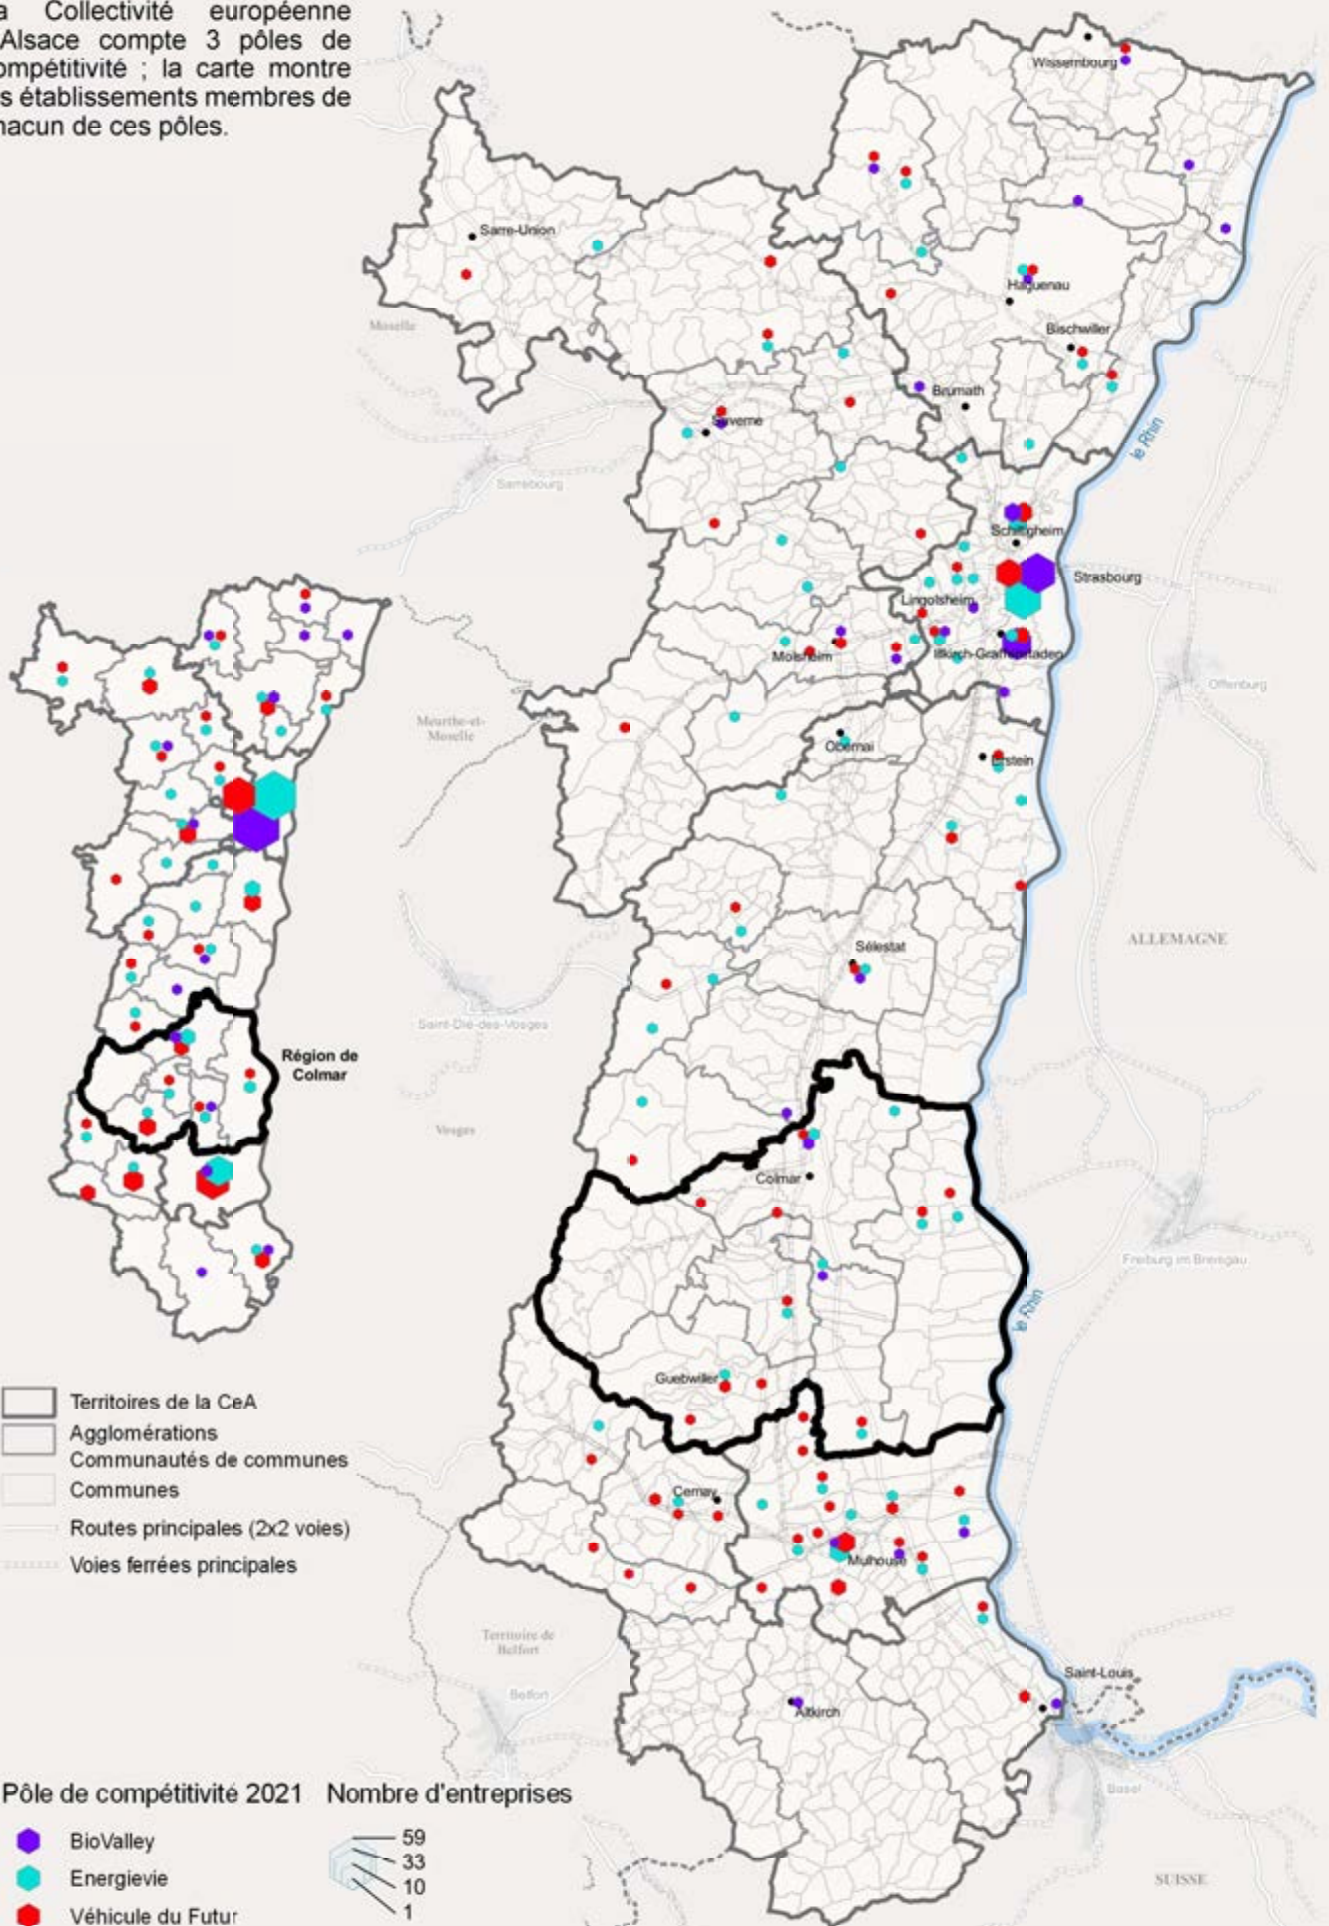 a Collectivité européenne
Alsace compte 3 pôles de
ompétitivité ; la carte montre
s établissements membres de
hacun de ces pôles.
Wissembourg
Sarre-Union
Haguenau
Moselle
Bischwiller
Brumath
Saverne
le Rhin
Sarrebourg
Schiltigheim
Strasbourg
Lingolsheim
Molsheim
Illkirch-Graffenstaden
Offenburg
Meurthe-et-
Moselle
Obernai
Erstein
ALLEMAGNE
Sélestat
Saint-Dié-des-Vosges
Région de
Colmar
Vosges
Colmar
Freiburg im Breisgau
le Rhin
Guebwiller
Territoires de la CeA
Agglomérations
Communautés de communes
Communes
Routes principales (2x2 voies)
Voies ferrées principales
Cernay
Mulhouse
Territoire de
Belfort
Saint-Louis
Belfort
Altkirch
Basel
Pôle de compétitivité 2021
Nombre d'entreprises
BioValley
Energievie
Véhicule du Futur
59
33
10
1
SUISSE